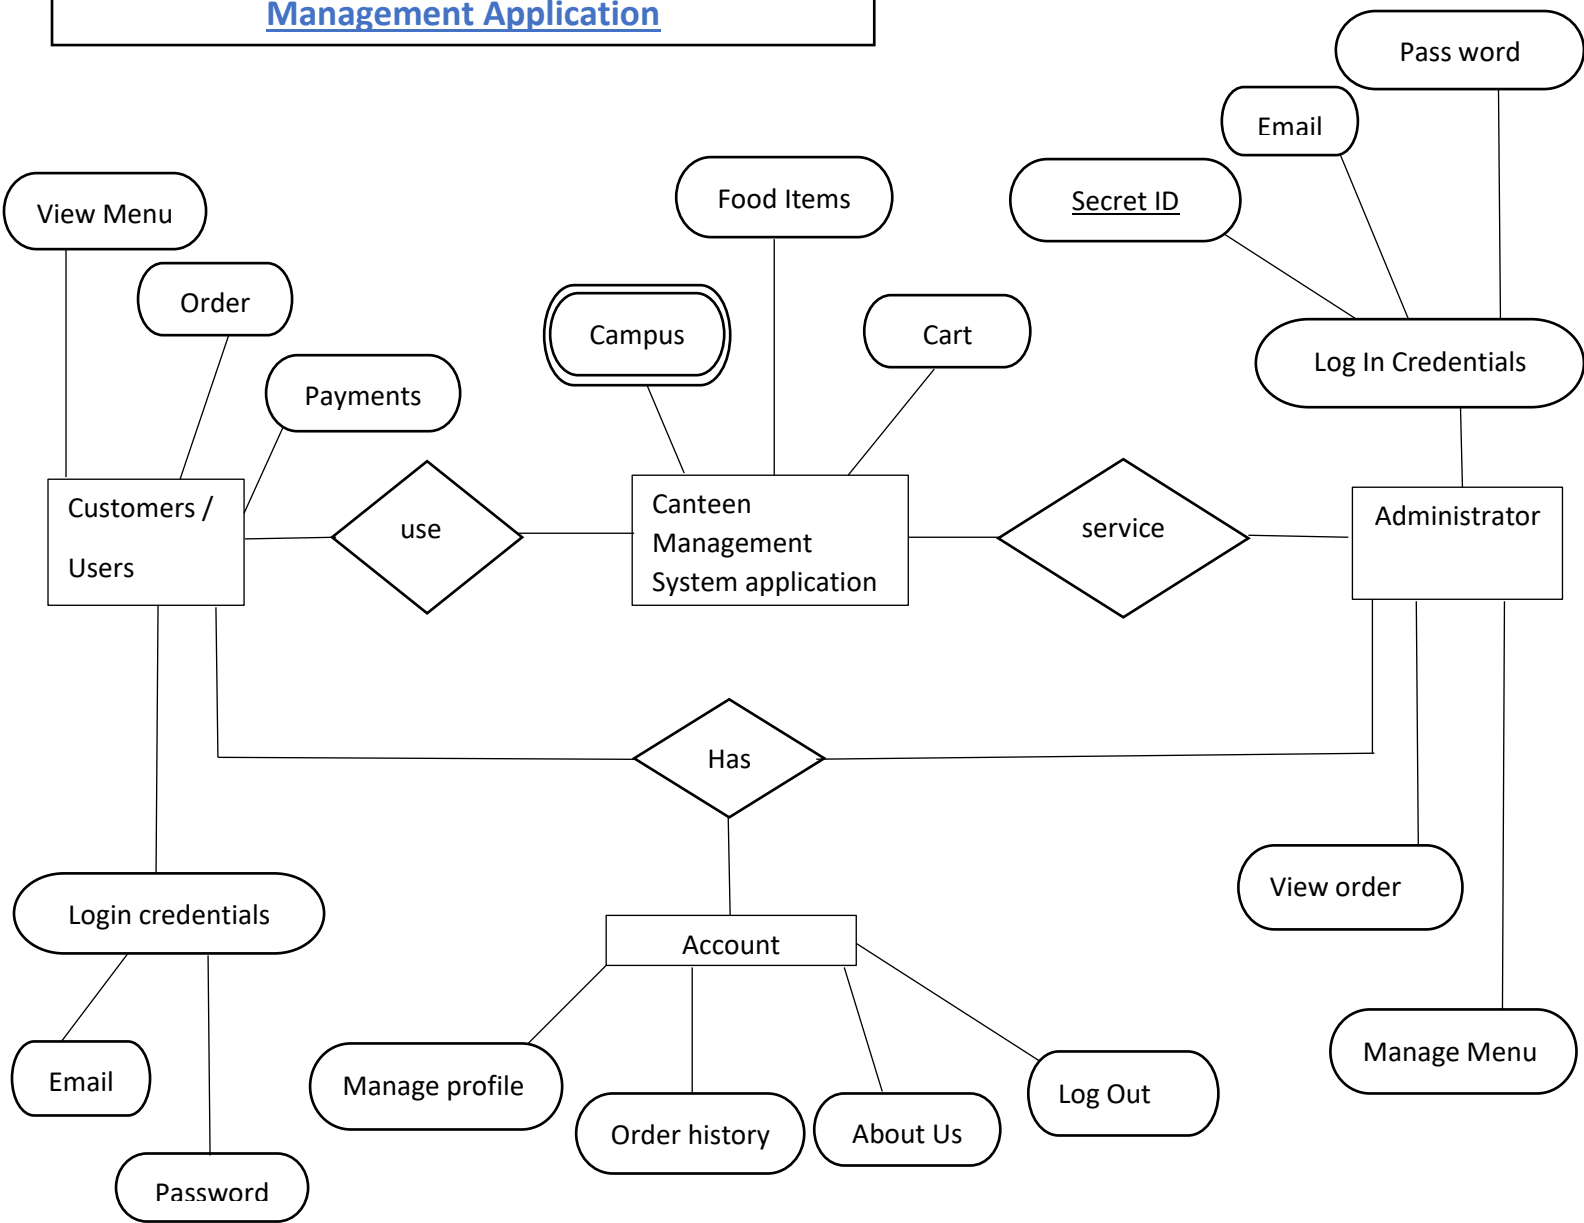 Management Application
Pass word
Email
Secret ID
Food Items
View Menu
Order
Campus
Cart
Log In Credentials
Payments
Customers /
Users
use
Canteen
Management
System application
service
Administrator
Has
View order
Login credentials
Account
Manage Menu
Email
Manage profile
Log Out
Order history
About Us
Password